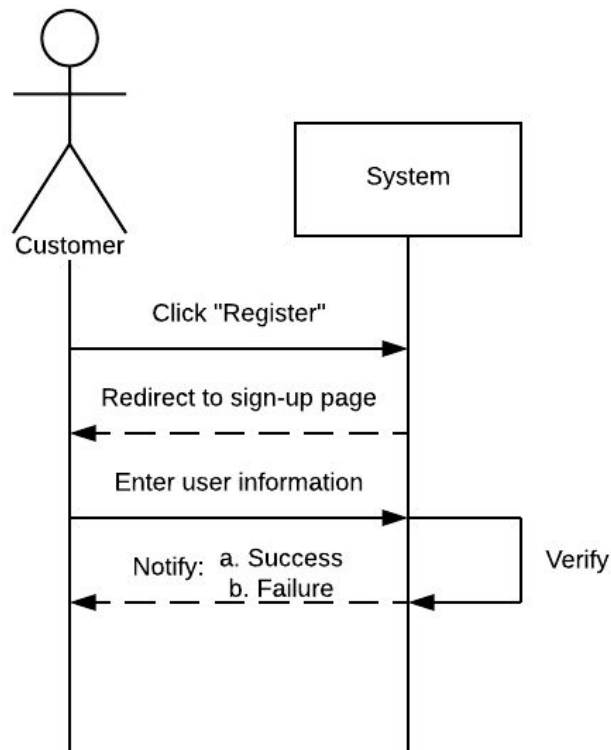 System
Customer
Click "Register"
Redirect to sign-up page
Enter user information
Notify: a. Success
b. Failure
Verify